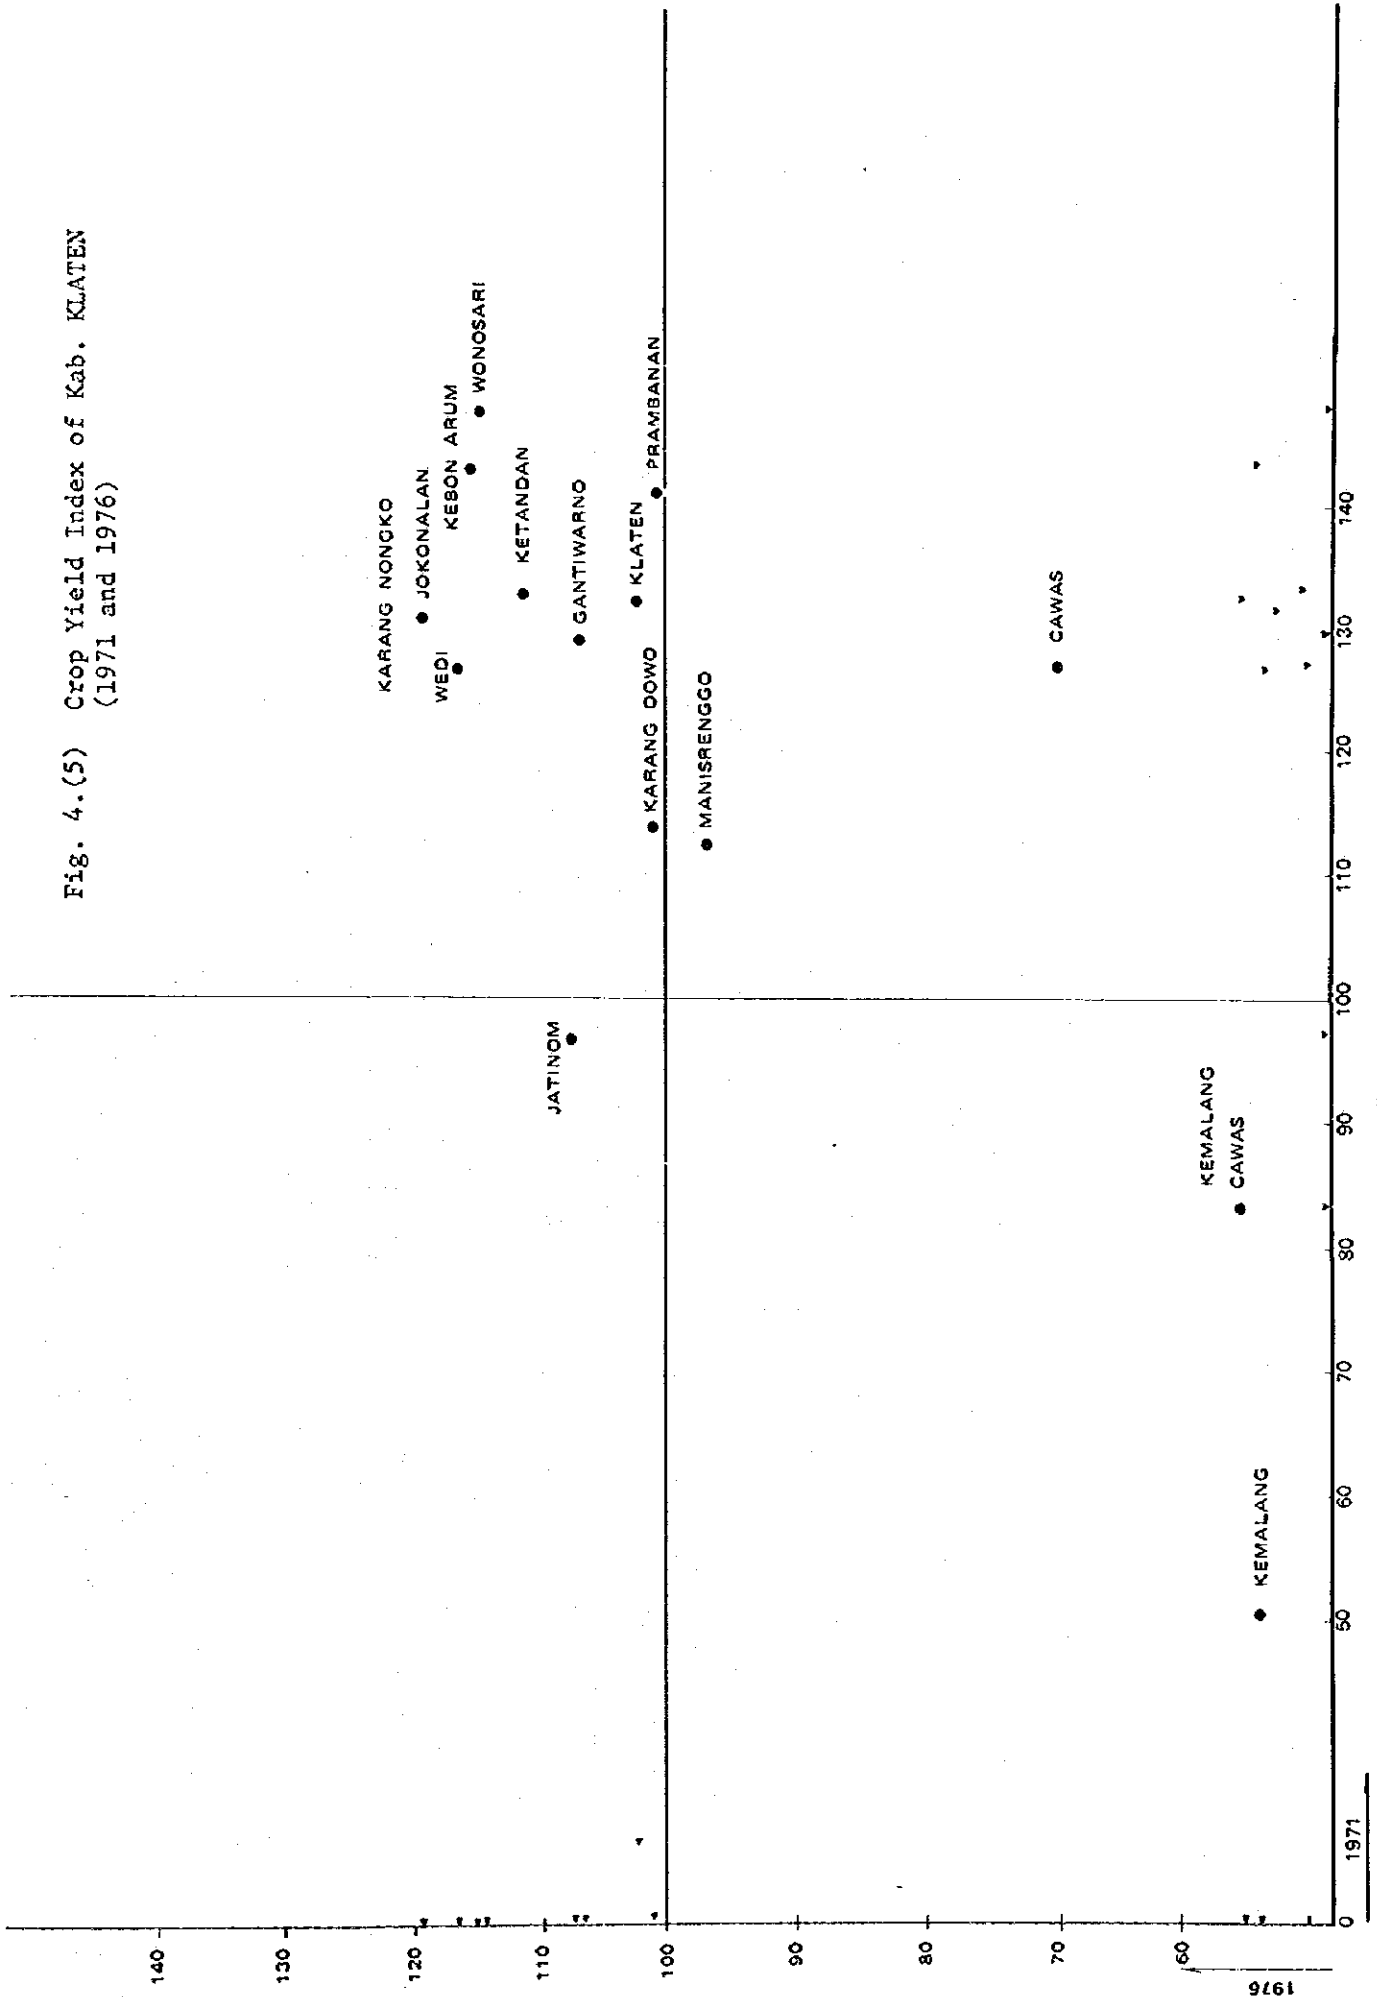 Fig. 4.(5) Crop Yield Index of Kab. KLATEN
(1971 and 1976)
140
130
120
110
100
90
80
70
60
1976
KARANG NONGKO
JOKONALAN
WEDI
KEBON ARUM
WONOSARI
KETANDAN
JATINOM
GANTIWARNO
KLATEN
KARANG DOWO
PRAMBANAN
MANISRENGGO
CAWAS
KEMALANG
CAWAS
KEMALANG
0
50
60
70
80
90
100
110
120
130
140
1971